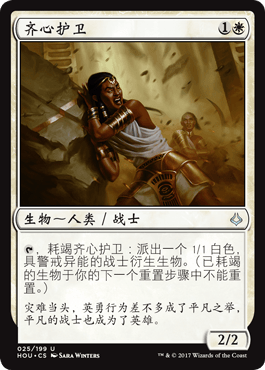 齐心护卫 1
生物～人类 / 战士
，耗竭齐心护卫：派出一个 1/1 白色，
具警戒异能的战士衍生生物。（已耗竭
的生物于你的下一个重置步骤中不能重
置。）
灾难当头，英勇行为差不多成了平凡之举，
平凡的战士也成为了英雄。
2/2
025/199 U
HOU • CS SARA WINTERS
™ & © 2017 Wizards of the Coast